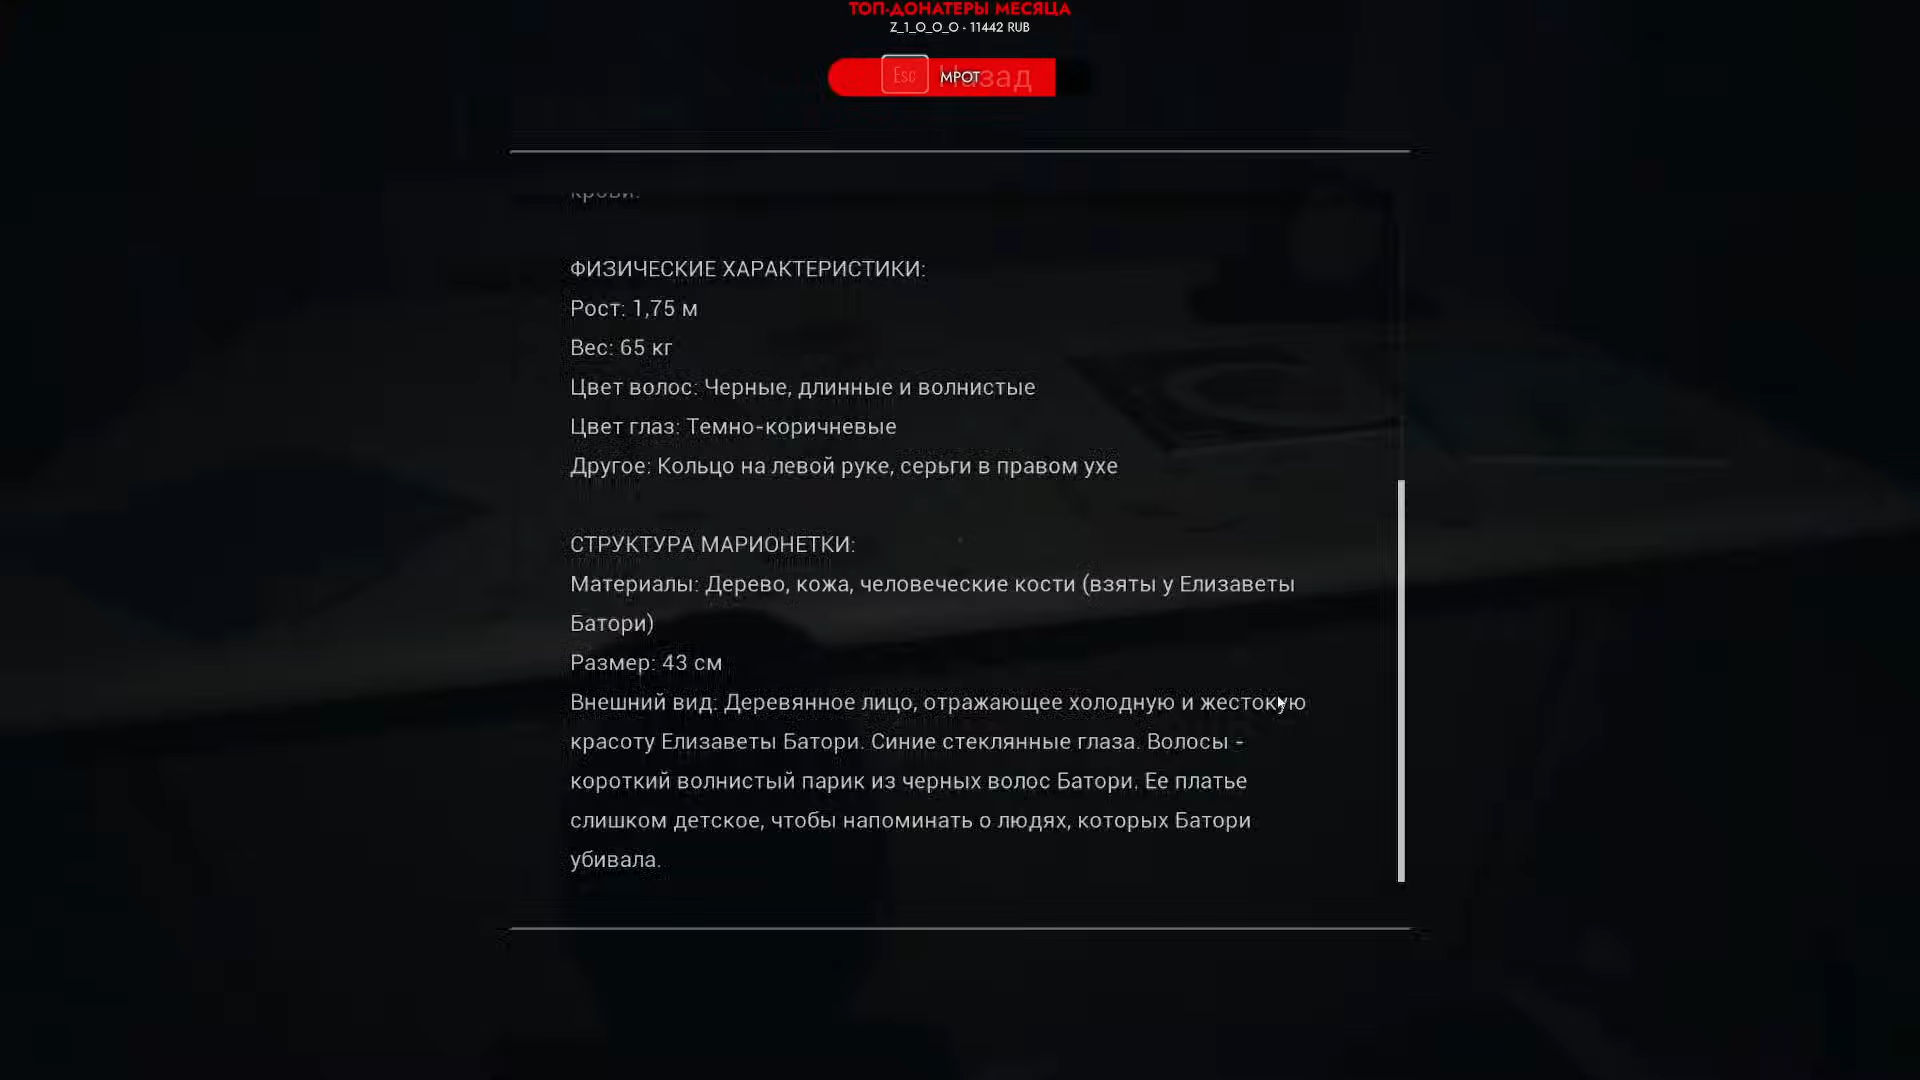 ТОП-ДОНАТЕРЫ МЕСЯЦА
Z_1_O_O_O - 11442 RUB
Esc Назад
МРОТ
крови.
ФИЗИЧЕСКИЕ ХАРАКТЕРИСТИКИ:
Рост: 1,75 м
Вес: 65 кг
Цвет волос: Черные, длинные и волнистые
Цвет глаз: Темно-коричневые
Другое: Кольцо на левой руке, серьги в правом ухе
СТРУКТУРА МАРИОНЕТКИ:
Материалы: Дерево, кожа, человеческие кости (взяты у Елизаветы
Батори)
Размер: 43 см
Внешний вид: Деревянное лицо, отражающее холодную и жестокую
красоту Елизаветы Батори. Синие стеклянные глаза. Волосы -
короткий волнистый парик из черных волос Батори. Ее платье
слишком детское, чтобы напоминать о людях, которых Батори
убивала.